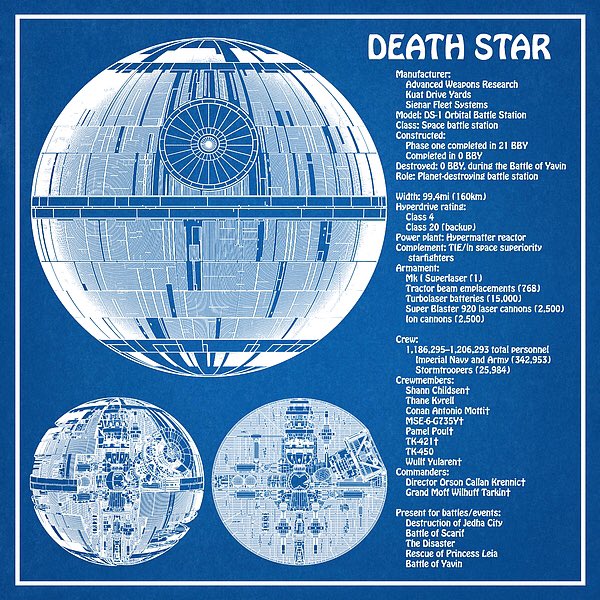 DEATH STAR
Manufacturer:
Advanced Weapons Research
Kuat Drive Yards
Sienar Fleet Systems
Model: DS-1 Orbital Battle Station
Class: Space battle station
Constructed:
Phase one completed in 21 BBY
Completed in 0 BBY
Destroyed: 0 BBY, during the Battle of Yavin
Role: Planet-destroying battle station
Width: 99,4mi (160km)
Hyperdrive rating:
Class 4
Class 20 (backup)
Power plant: Hypermatter reactor
Complement: TIE/in space superiority
starfighters
Armament:
Mk I Superlaser (1)
Tractor beam emplacements (768)
Turbolaser batteries (15,000)
Super Blaster 920 laser cannons (2,500)
Ion cannons (2,500)
Crew:
1,186,295–1,206,293 total personnel
Imperial Navy and Army (342,953)
Stormtroopers (25,984)
Crewmembers:
Shann Childsen†
Thane Kyrell
Conan Antonio Motti†
MSE-6-G735Y†
Pamel Poul†
TK-421†
TK-450
Wulff Yularen†
Commanders:
Director Orson Callan Krennic†
Grand Moff Wilhuff Tarkin†
Present for battles/events:
Destruction of Jedha City
Battle of Scarif
The Disaster
Rescue of Princess Leia
Battle of Yavin